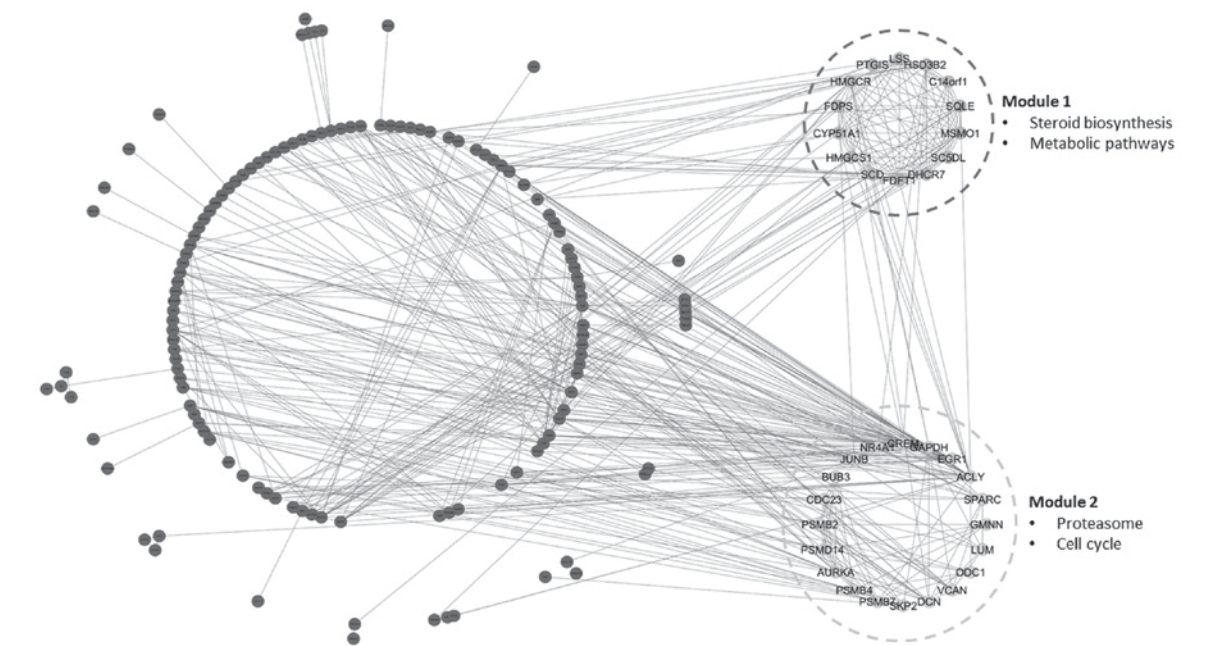 LSS
PTGIS
HSD3B2
HMGCR
C14orf1
FDPS
SQLE
CYP51A1
MSMO1
HMGCS1
SC5DL
SCD
DHCR7
FDFT1
Module 1
• Steroid biosynthesis
• Metabolic pathways
CREM
NR4A1
GAPDH
JUNB
EGR1
BUB3
ACLY
CDC23
SPARC
PSMB2
GMNN
PSMD14
LUM
AURKA
ODC1
PSMB4
VCAN
PSMB7
DCN
SKP2
Module 2
• Proteasome
• Cell cycle